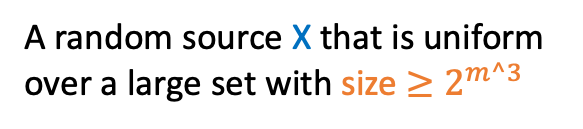 A random source X that is uniform
over a large set with size ≥ 2^{m^3}